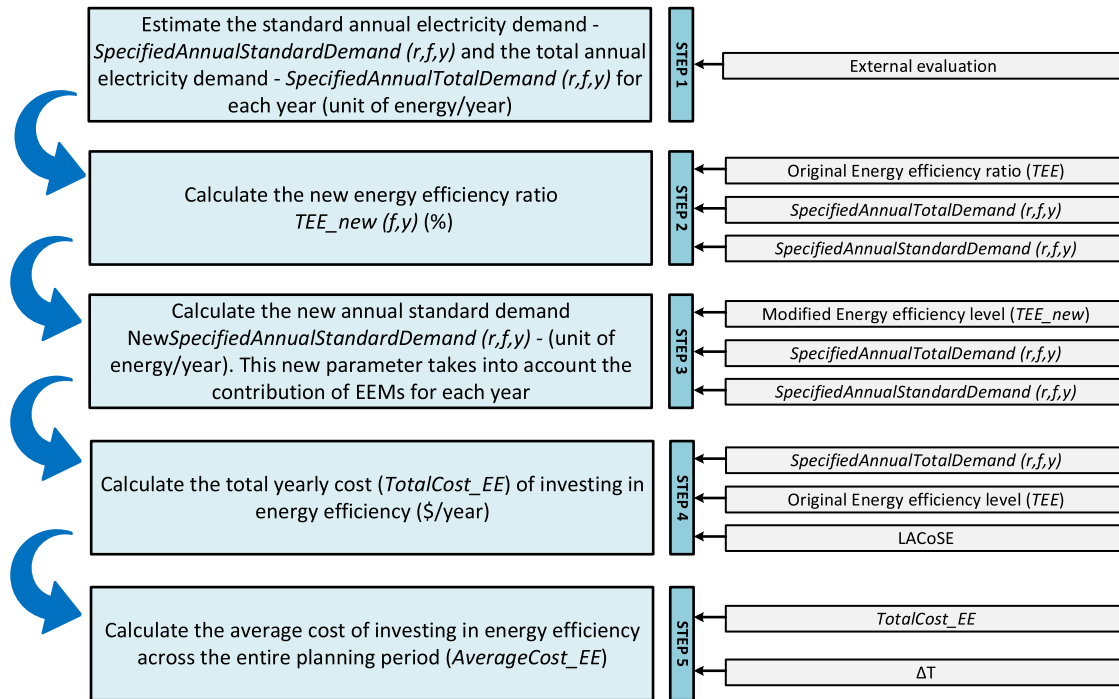 Estimate the standard annual electricity demand -
SpecifiedAnnualStandardDemand (r,f,y) and the total annual
electricity demand - SpecifiedAnnualTotalDemand (r,f,y) for
each year (unit of energy/year)
STEP 1
External evaluation
Calculate the new energy efficiency ratio
TEE_new (f,y) (%)
STEP 2
Original Energy efficiency ratio (TEE)
SpecifiedAnnualTotalDemand (r,f,y)
SpecifiedAnnualStandardDemand (r,f,y)
Calculate the new annual standard demand
NewSpecifiedAnnualStandardDemand (r,f,y) - (unit of
energy/year). This new parameter takes into account the
contribution of EEMs for each year
STEP 3
Modified Energy efficiency level (TEE_new)
SpecifiedAnnualTotalDemand (r,f,y)
SpecifiedAnnualStandardDemand (r,f,y)
Calculate the total yearly cost (TotalCost_EE) of investing in
energy efficiency ($/year)
STEP 4
SpecifiedAnnualTotalDemand (r,f,y)
Original Energy efficiency level (TEE)
LACoSE
Calculate the average cost of investing in energy efficiency
across the entire planning period (AverageCost_EE)
STEP 5
TotalCost_EE
ΔT